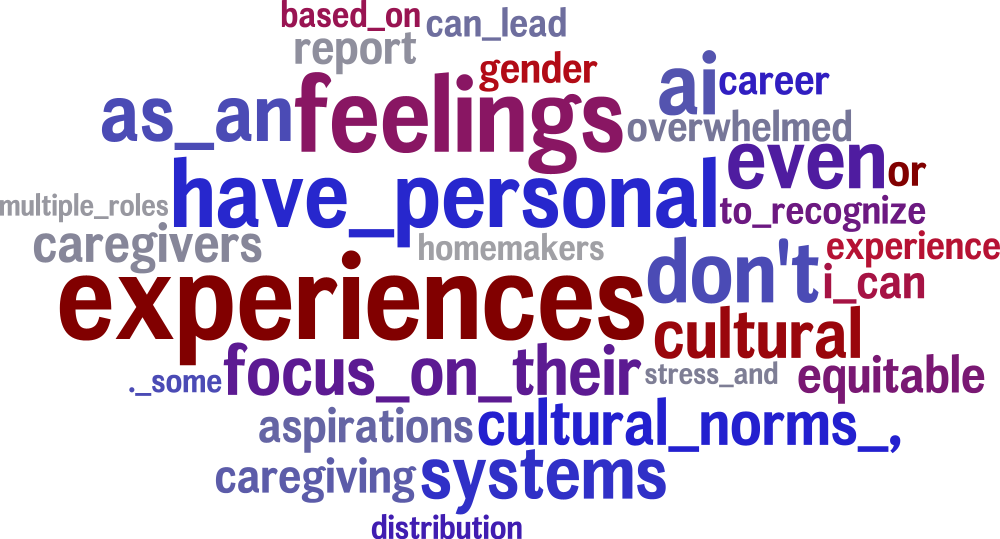 based_on can_lead
report
gender ai career
as_an feelings overwhelmed
even or
multiple_roles have_personal to_recognize
caregivers homemakers experience
experiences don't i_can
cultural
._some focus_on_their stress_and equitable
aspirations cultural_norms_,
caregiving systems
distribution